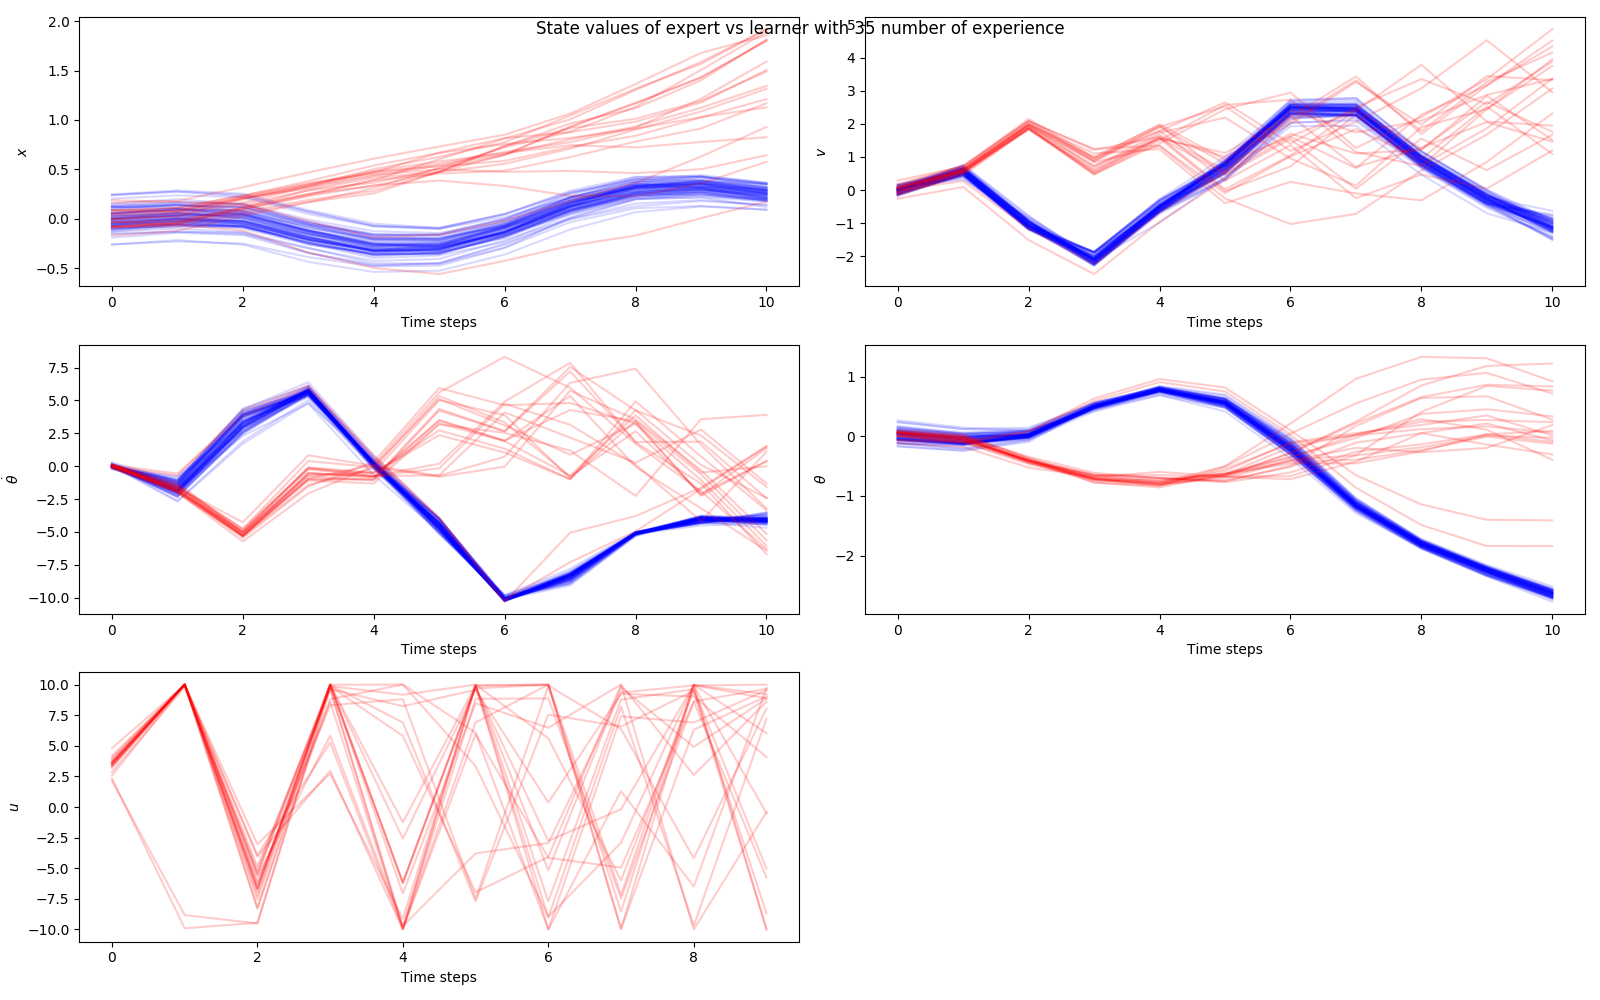 State values of expert vs learner with 35 number of experience
2.0
1.5
1.0
0.5
0.0
−0.5
x
0 2 4 6 8 10
Time steps
5
4
3
2
1
0
−1
−2
v
0 2 4 6 8 10
Time steps
7.5
5.0
2.5
0.0
−2.5
−5.0
−7.5
−10.0
θ̇
0 2 4 6 8 10
Time steps
1
0
−1
−2
θ
0 2 4 6 8 10
Time steps
10.0
7.5
5.0
2.5
0.0
−2.5
−5.0
−7.5
−10.0
u
0 2 4 6 8
Time steps